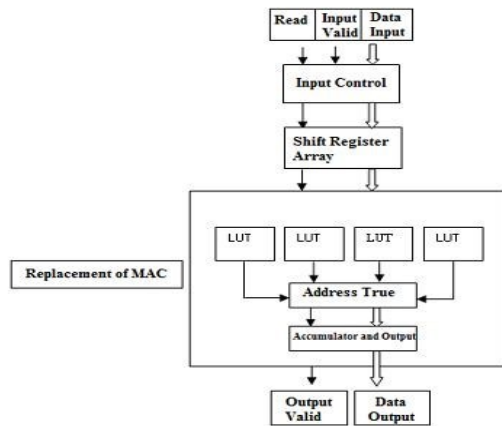 Read
Input
Valid
Data
Input
Input Control
Shift Register
Array
LUT
LUT
LUT
LUT
Replacement of MAC
Address True
Accumulator and Output
Output
Valid
Data
Output